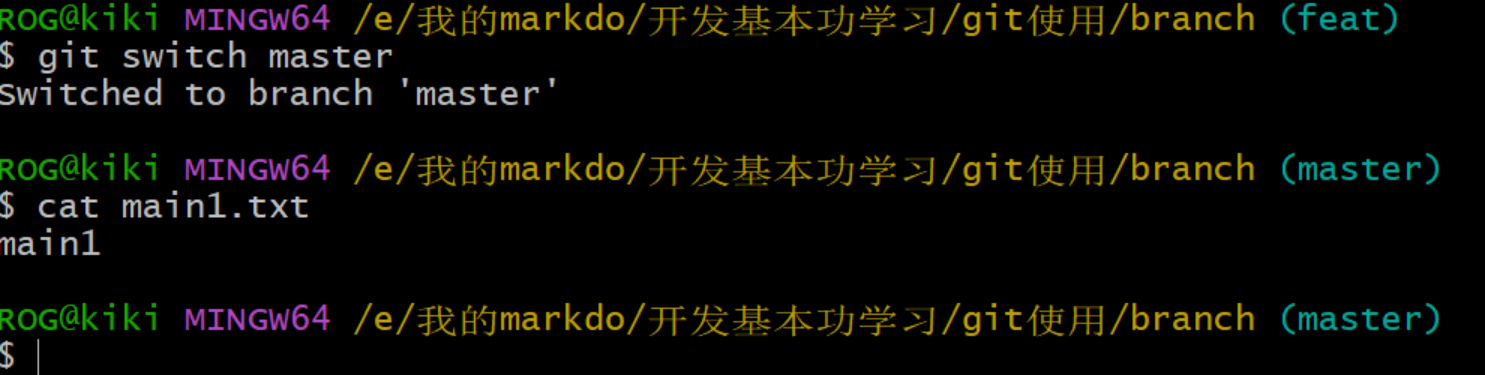 ROG@kiki MINGW64 /e/我的markdo/开发基本功学习/git使用/branch (feat)
$ git switch master
Switched to branch 'master'
ROG@kiki MINGW64 /e/我的markdo/开发基本功学习/git使用/branch (master)
$ cat main1.txt
main1
ROG@kiki MINGW64 /e/我的markdo/开发基本功学习/git使用/branch (master)
$